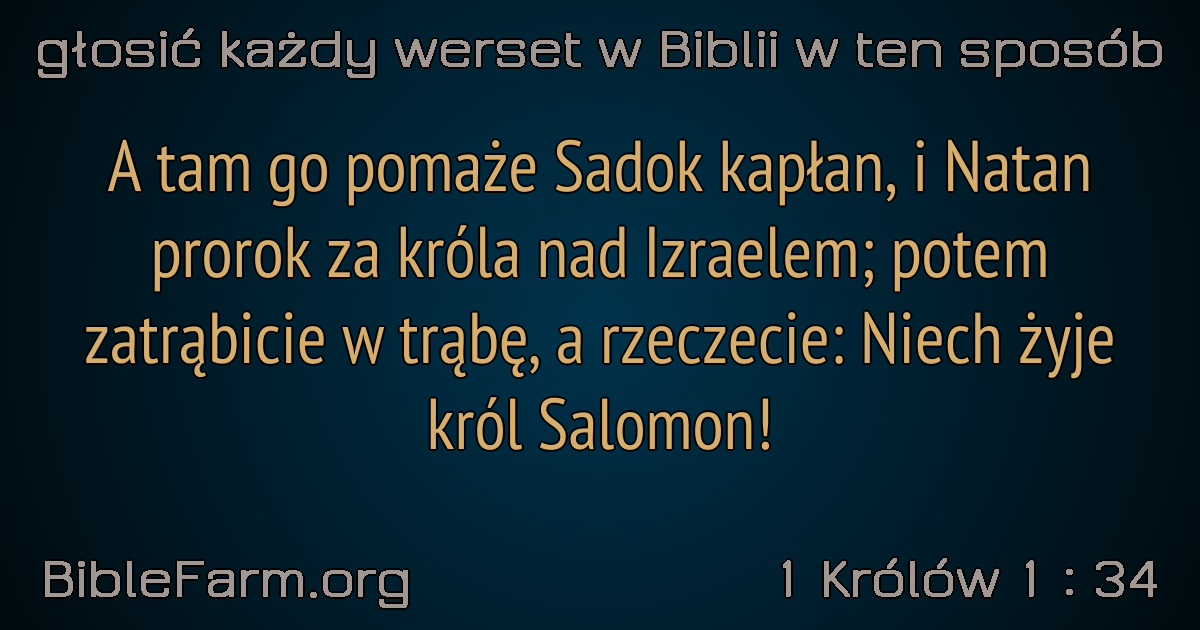 głosić każdy werset w Biblii w ten sposób
A tam go pomaże Sadok kapłan, i Natan
prorok za króla nad Izraelem; potem
zatrąbicie w trąbę, a rzeczecie: Niech żyje
król Salomon!
BibleFarm.org
1 Królów 1 : 34